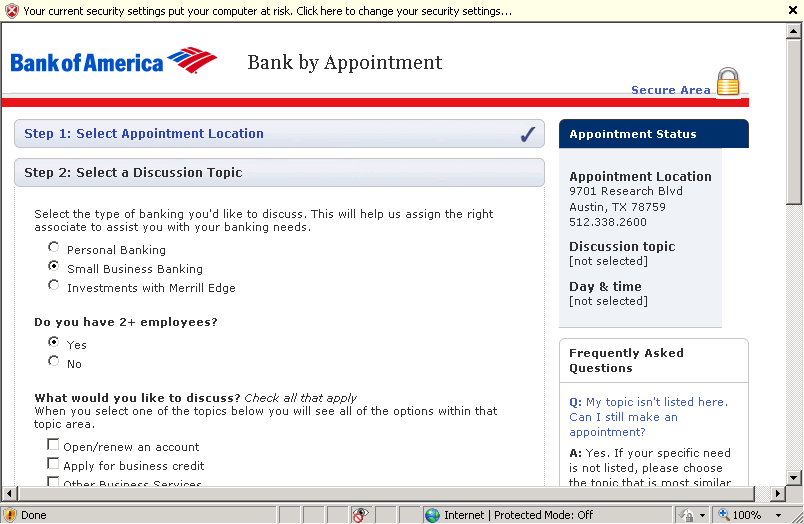 Your current security settings put your computer at risk. Click here to change your security settings...
Bank of America
Bank by Appointment
Secure Area
Step 1: Select Appointment Location
Step 2: Select a Discussion Topic
Select the type of banking you'd like to discuss. This will help us assign the right
associate to assist you with your banking needs.
Personal Banking
Small Business Banking
Investments with Merrill Edge
Do you have 2+ employees?
Yes
No
What would you like to discuss? Check all that apply
When you select one of the topics below you will see all of the options within that
topic area.
Open/renew an account
Apply for business credit
Other Business Services
Appointment Status
Appointment Location
9701 Research Blvd
Austin, TX 78759
512.338.2600
Discussion topic
[not selected]
Day & time
[not selected]
Frequently Asked
Questions
Q: My topic isn't listed here.
Can I still make an
appointment?
A: Yes. If your specific need
is not listed, please choose
the topic that is most similar
Done
Internet | Protected Mode: Off
100%